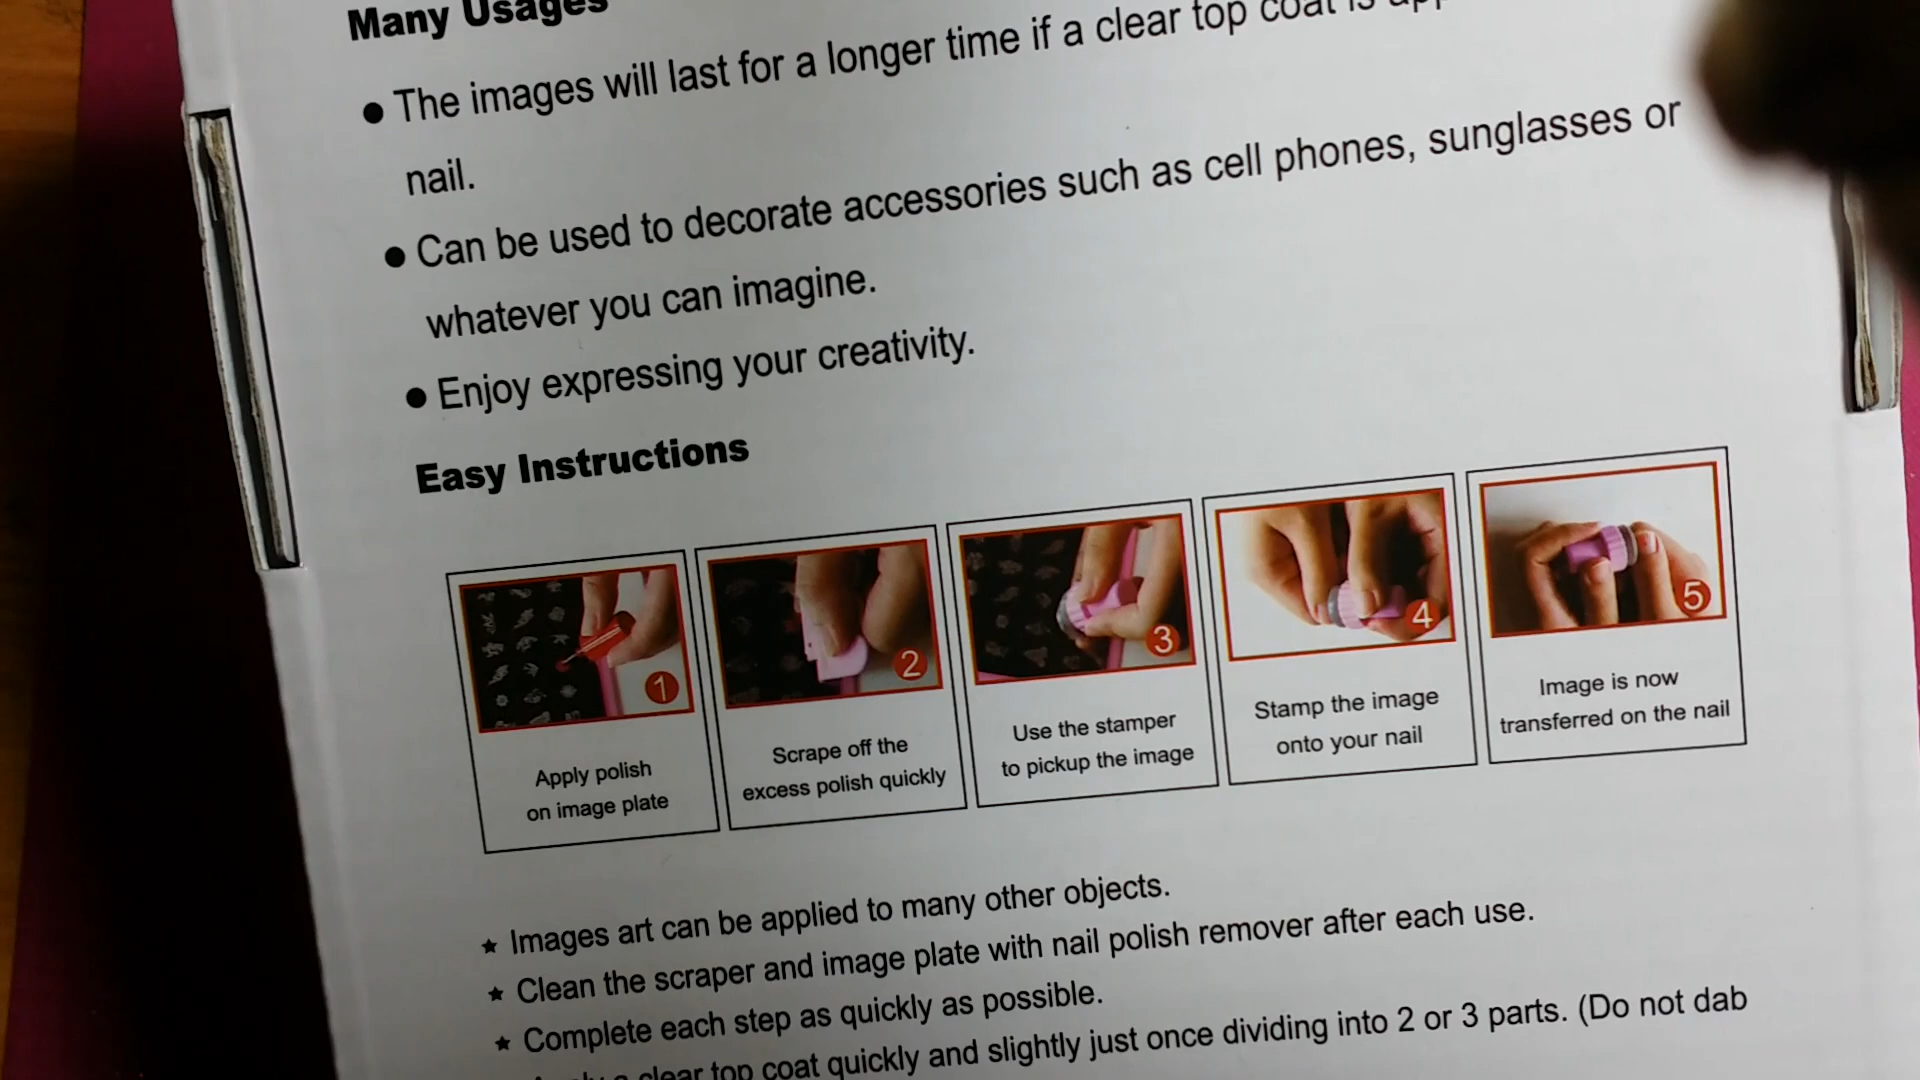 Many Usages
● The images will last for a longer time if a clear top coat is
nail.
● Can be used to decorate accessories such as cell phones, sunglasses or
whatever you can imagine.
● Enjoy expressing your creativity.
Easy Instructions
1
Apply polish
on image plate
2
Scrape off the
excess polish quickly
3
Use the stamper
to pickup the image
4
Stamp the image
onto your nail
5
Image is now
transferred on the nail
★ Images art can be applied to many other objects.
★ Clean the scraper and image plate with nail polish remover after each use.
★ Complete each step as quickly as possible.
a clear top coat quickly and slightly just once dividing into 2 or 3 parts. (Do not dab